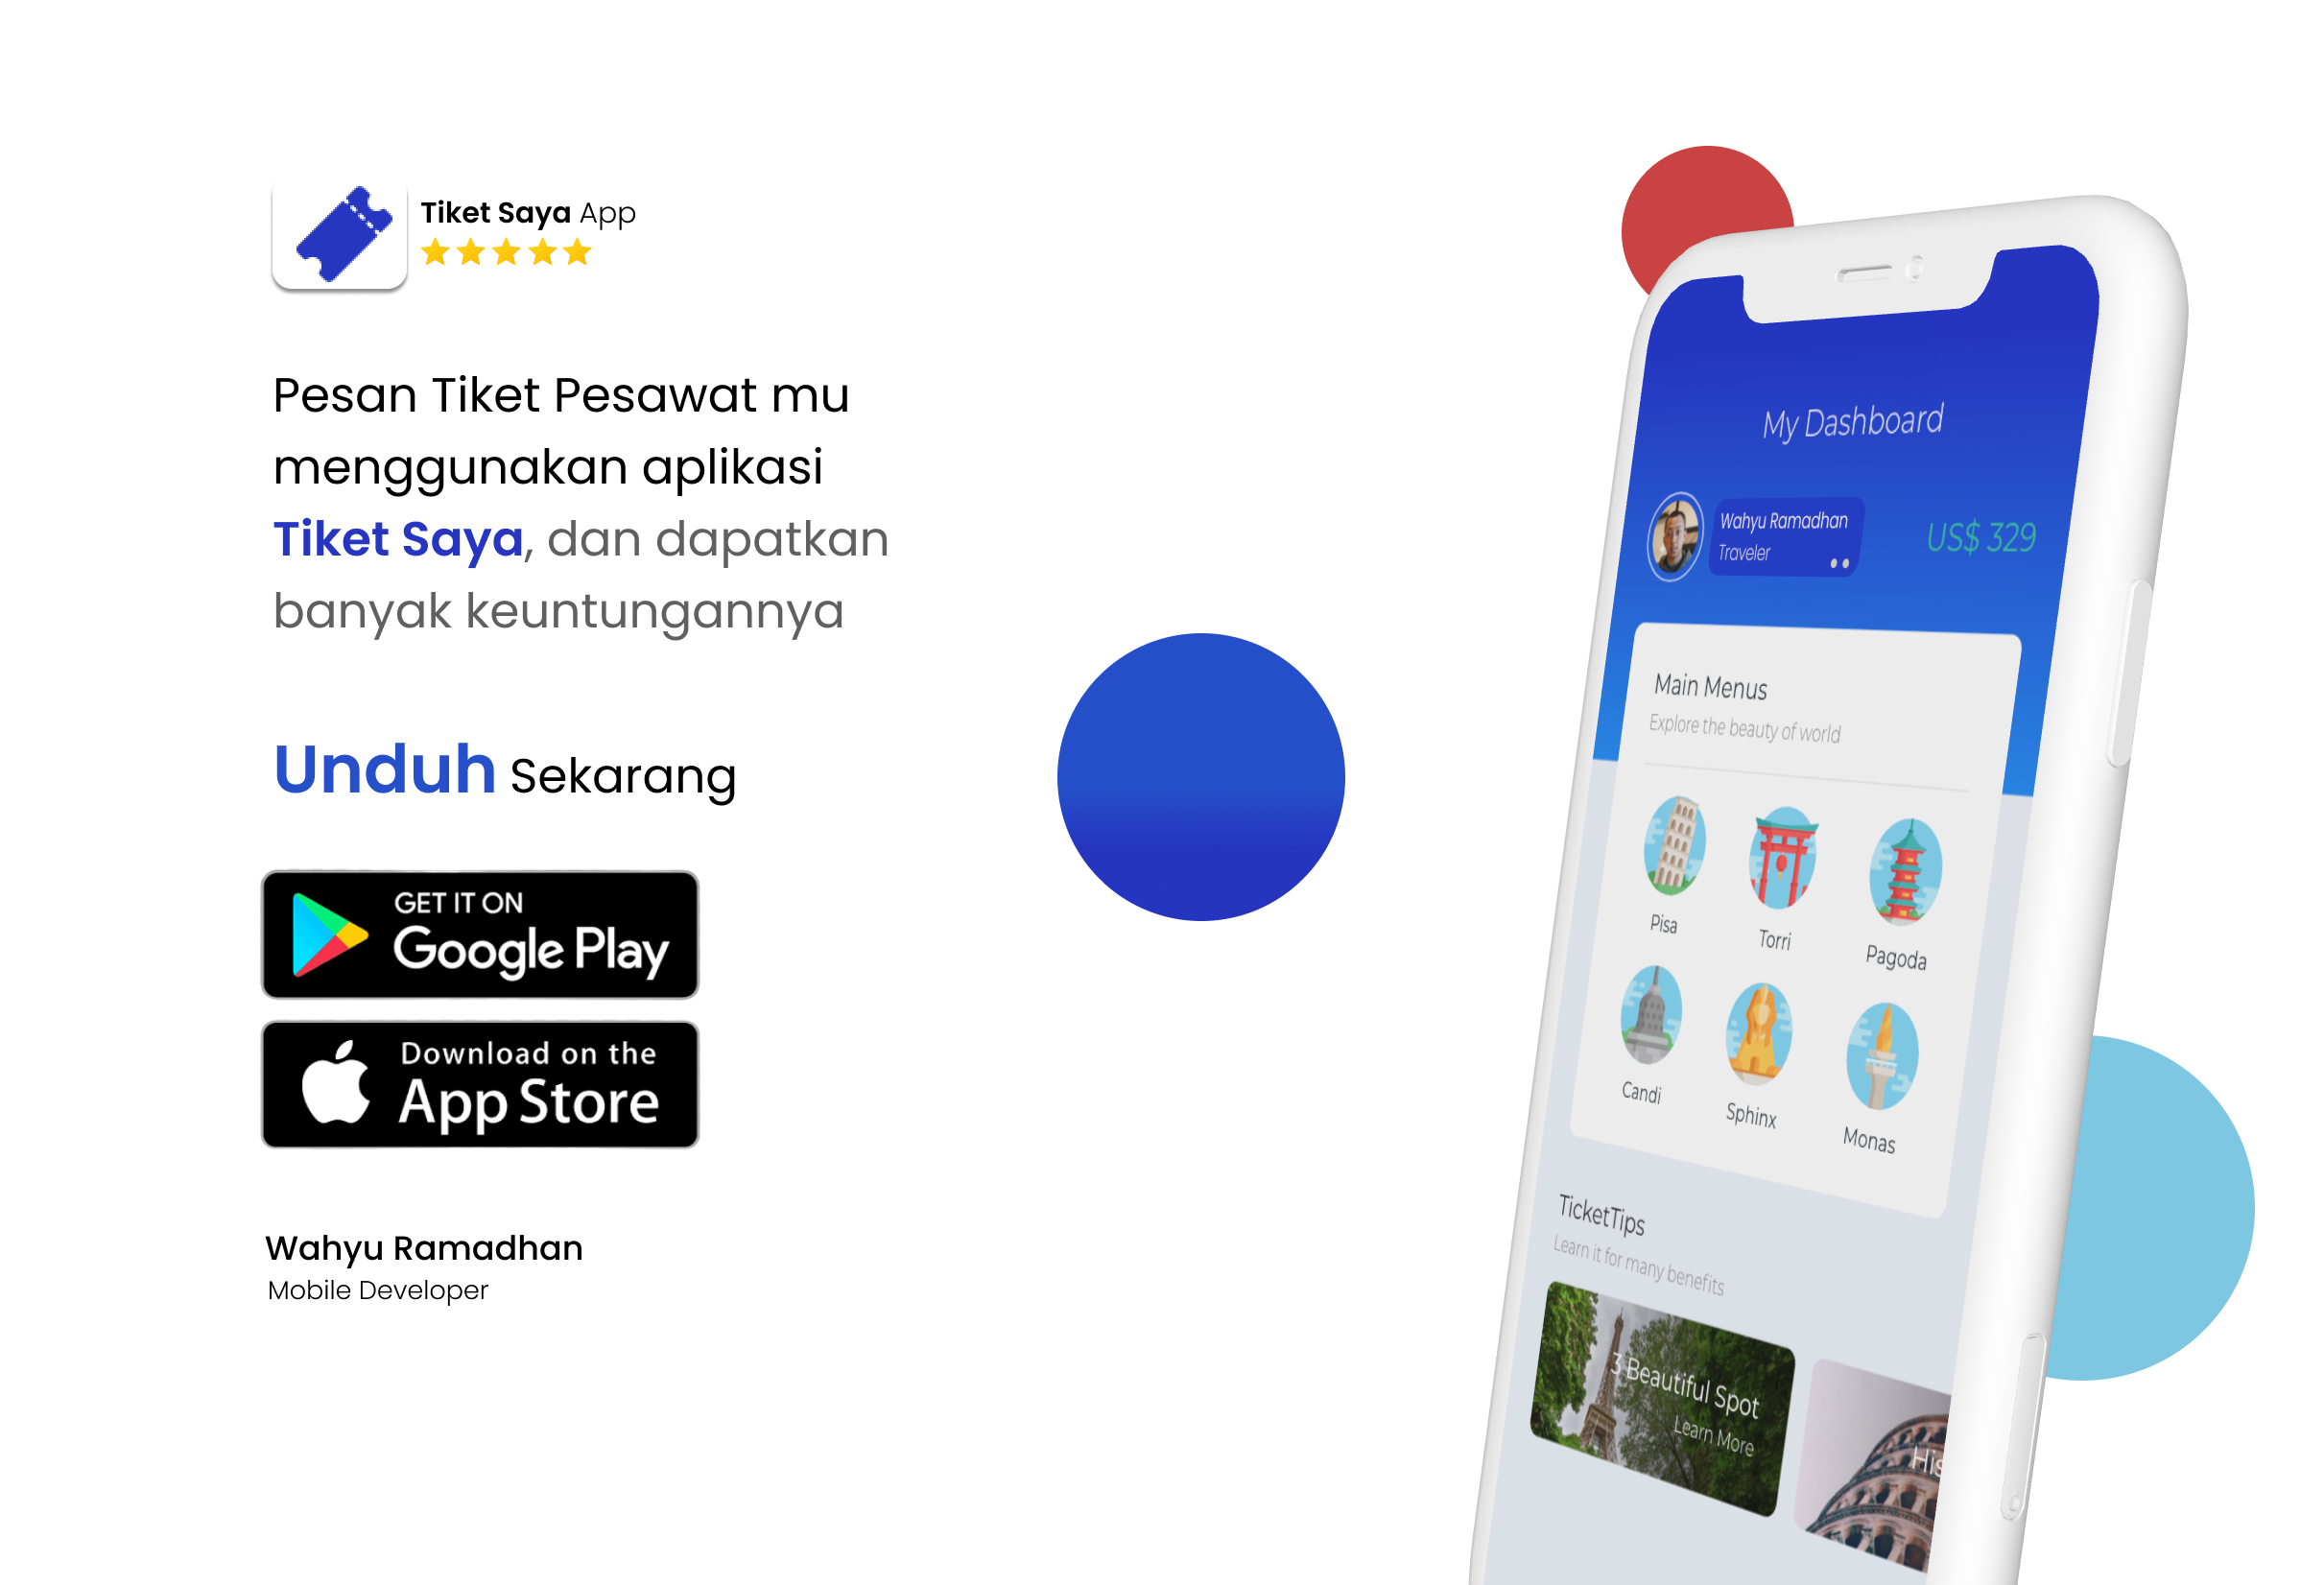 Tiket Saya App
Pesan Tiket Pesawat mu
menggunakan aplikasi
Tiket Saya, dan dapatkan
banyak keuntungannya
Unduh Sekarang
GET IT ON
Google Play
Download on the
App Store
Wahyu Ramadhan
Mobile Developer
My Dashboard
Wahyu Ramadhan
Traveler
US$ 329
Main Menus
Explore the beauty of world
Pisa
Torri
Pagoda
Candi
Sphinx
Monas
TicketTips
Learn it for many benefits
3 Beautiful Spot
Learn More
His